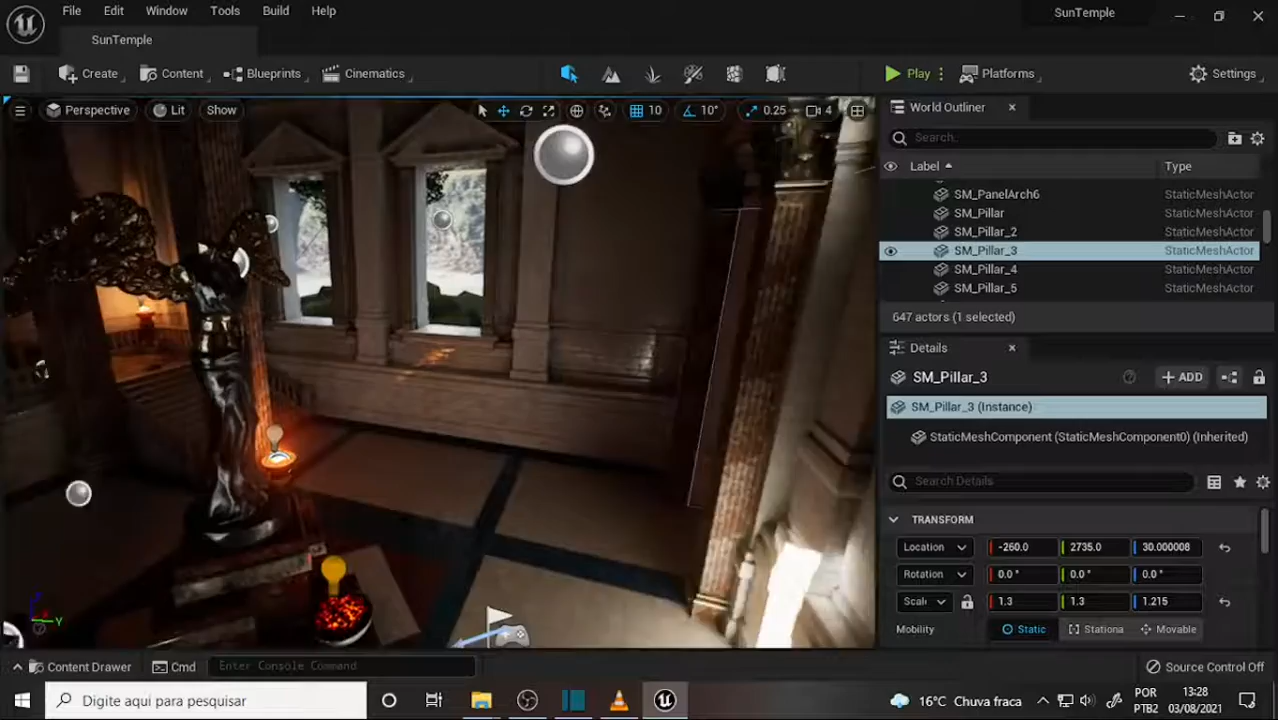 File Edit Window Tools Build Help
SunTemple
SunTemple
Create Content Blueprints Cinematics Play Platforms Settings
Perspective Lit Show 10 10° 0.25 4
World Outliner
Search...
Label Type
SM_PanelArch6 StaticMeshActor
SM_Pillar StaticMeshActor
SM_Pillar_2 StaticMeshActor
SM_Pillar_3 StaticMeshActor
SM_Pillar_4 StaticMeshActor
SM_Pillar_5 StaticMeshActor
647 actors (1 selected)
Details
SM_Pillar_3 + ADD
SM_Pillar_3 (Instance)
StaticMeshComponent (StaticMeshComponent0) (Inherited)
Search Details
TRANSFORM
Location -260.0 2735.0 30.000008
Rotation 0.0 ° 0.0 ° 0.0 °
Scale 1.3 1.3 1.215
Mobility Static Stationa Movable
Y
Content Drawer Cmd Enter Console Command Source Control Off
Digite aqui para pesquisar
16°C Chuva fraca
POR
PTB2
13:28
03/08/2021